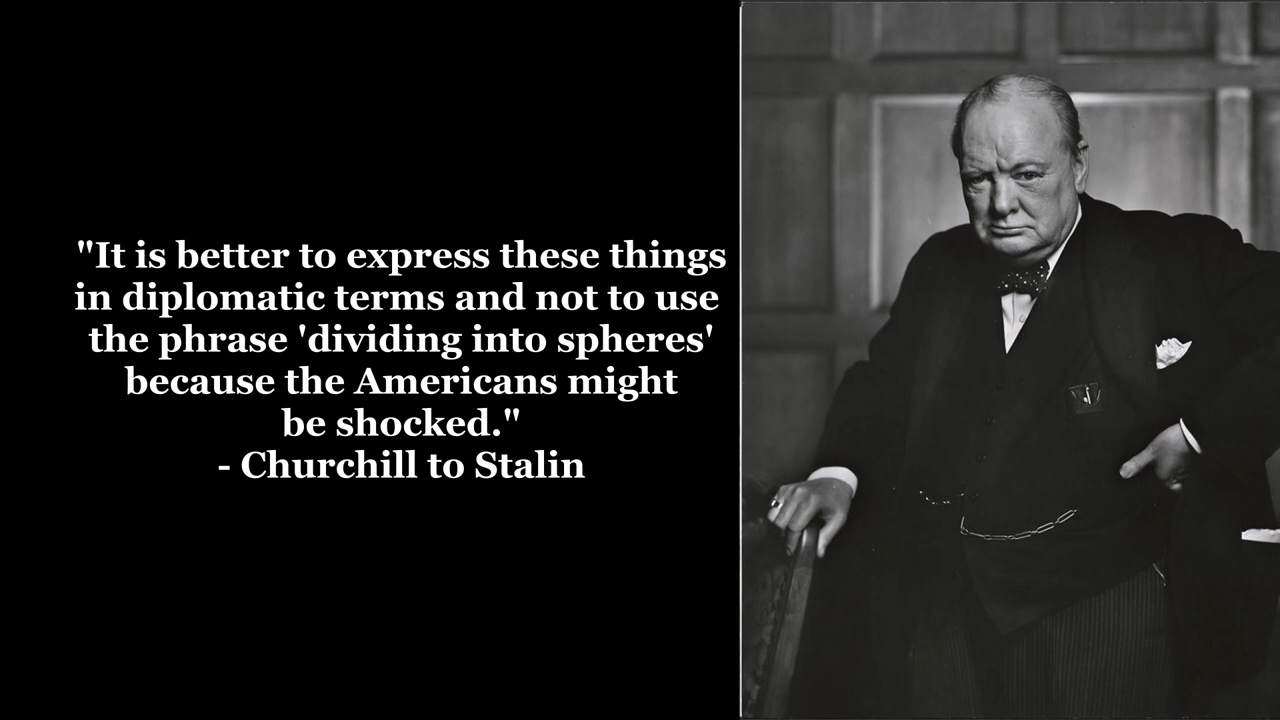 "It is better to express these things
in diplomatic terms and not to use
the phrase 'dividing into spheres'
because the Americans might
be shocked."
- Churchill to Stalin